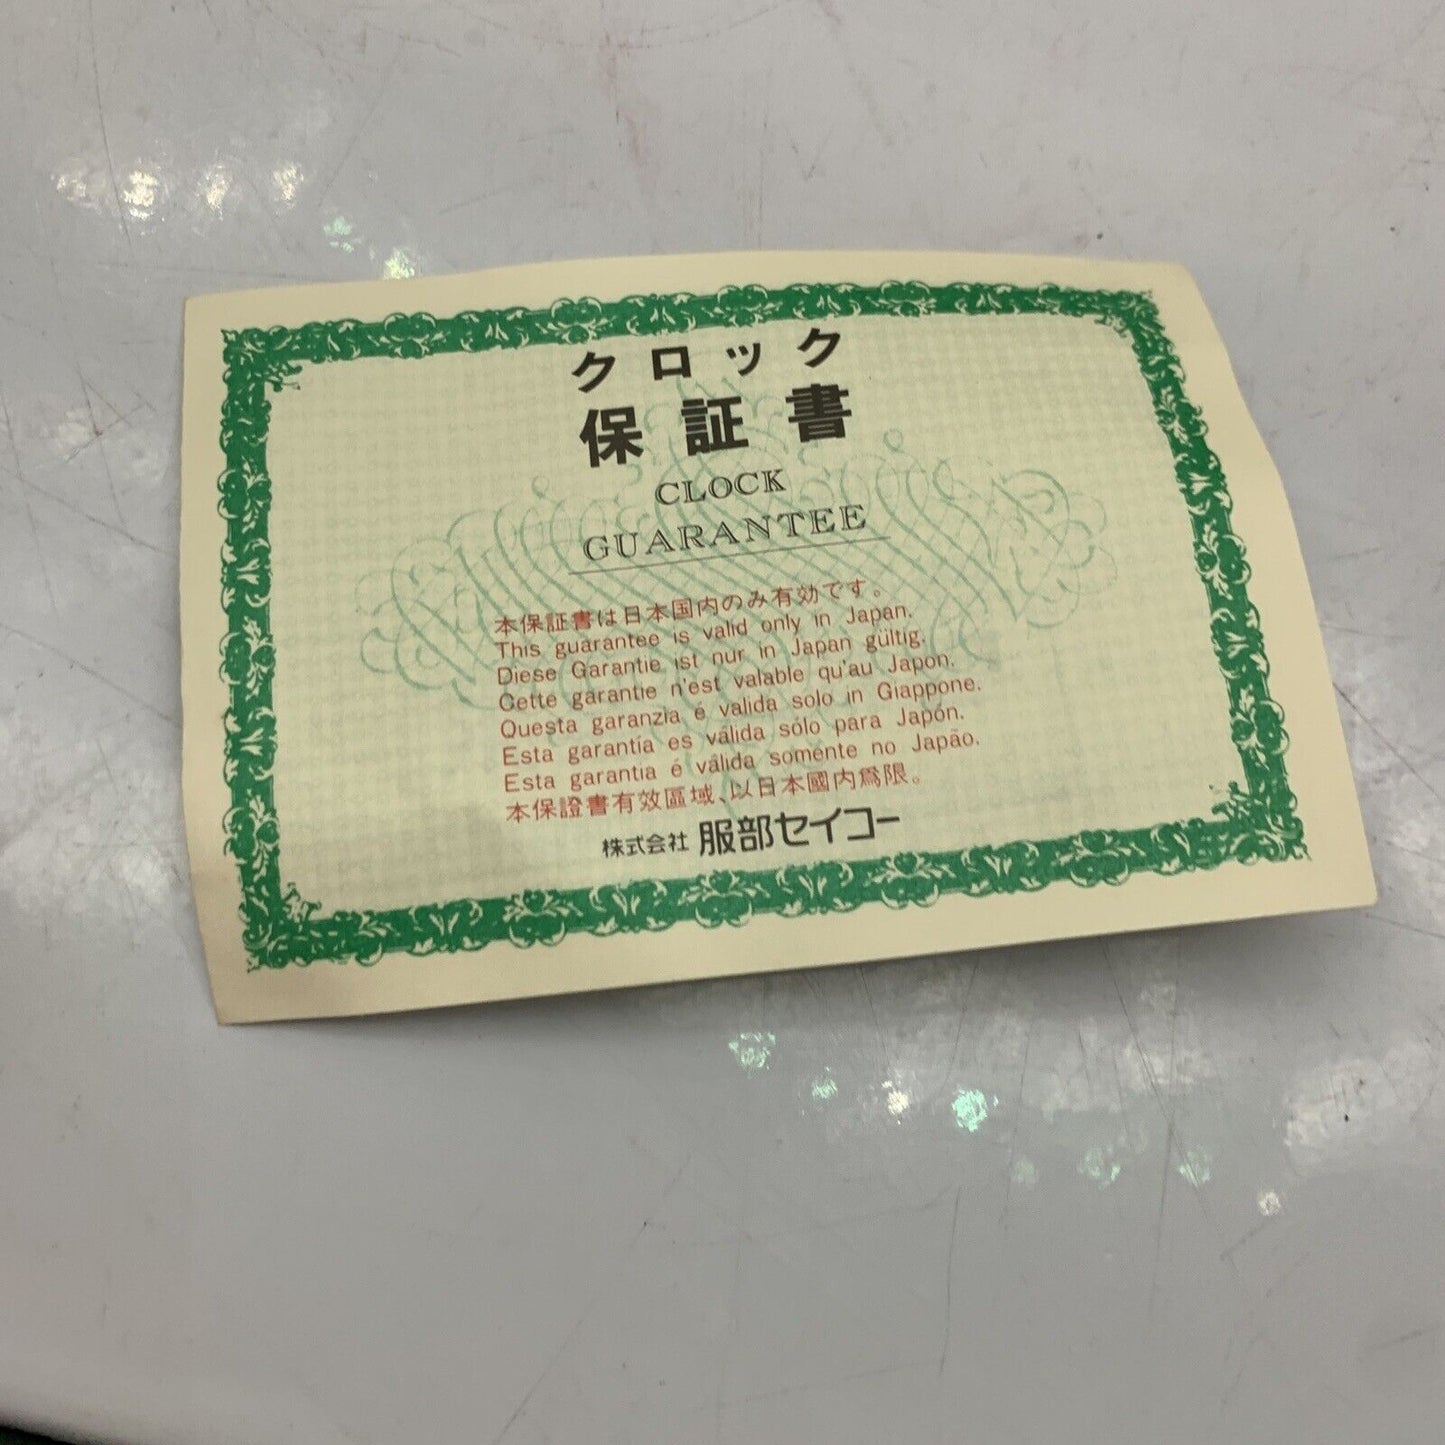 クロック
保証書
CLOCK
GUARANTEE
本保証書は日本国内のみ有効です。
This guarantee is valid only in Japan.
Diese Garantie ist nur in Japan gültig.
Cette garantie n'est valable qu'au Japon.
Questa garanzia é valida solo in Giappone.
Esta garantía es válida sólo para Japón.
Esta garantia é válida somente no Japão.
本保證書有效區域、以日本國内爲限。
株式会社 服部セイコー